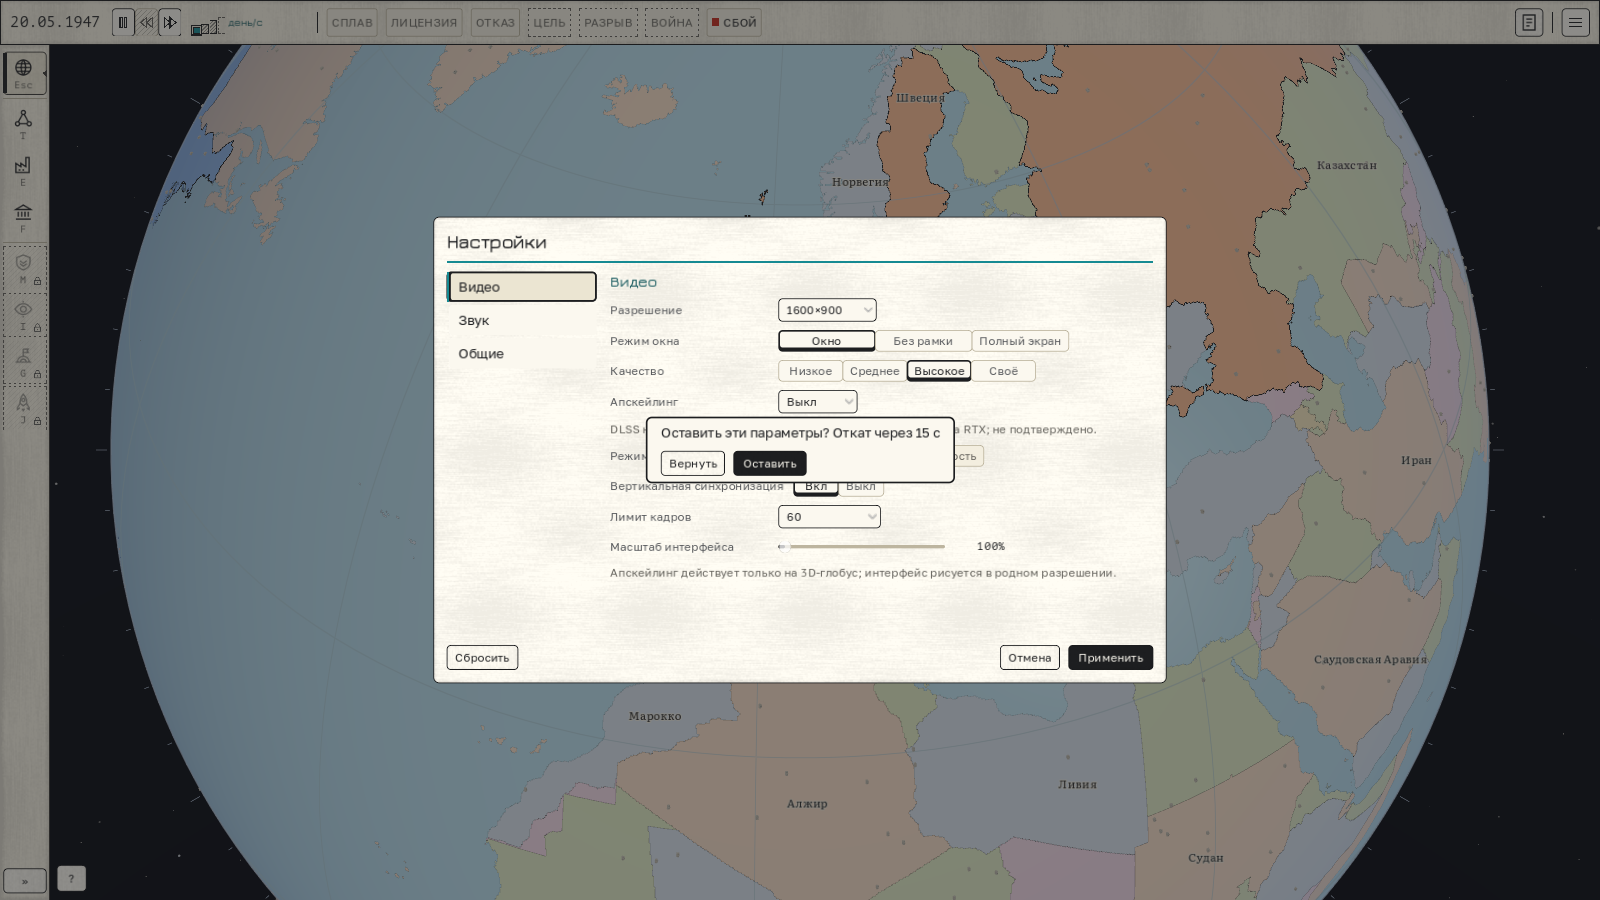 20.05.1947 день/с СПЛАВ ЛИЦЕНЗИЯ ОТКАЗ ЦЕЛЬ РАЗРЫВ ВОЙНА СБОЙ
Esc
T
E
F
M
I
G
J
»
?
Швеция
Норвегия
Казахстан
Иран
Саудовская Аравия
Марокко
Алжир
Ливия
Судан
Настройки
Видео
Звук
Общие
Видео
Разрешение 1600×900
Режим окна Окно Без рамки Полный экран
Качество Низкое Среднее Высокое Своё
Апскейлинг Выкл
DLSS RTX; не подтверждено.
Оставить эти параметры? Откат через 15 с
Вернуть Оставить
Вертикальная синхронизация Вкл Выкл
Лимит кадров 60
Масштаб интерфейса 100%
Апскейлинг действует только на 3D-глобус; интерфейс рисуется в родном разрешении.
Сбросить Отмена Применить